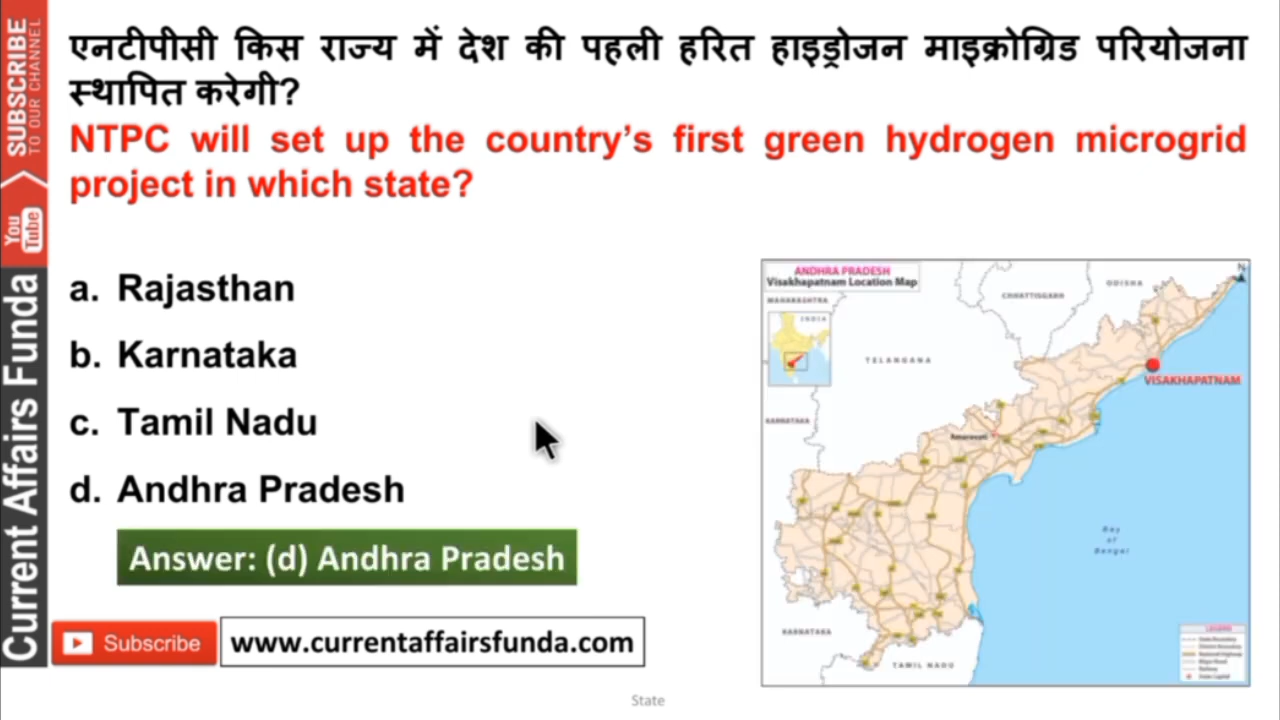 SUBSCRIBE
TO OUR CHANNEL
You
Tube
Current Affairs Funda
एनटीपीसी किस राज्य में देश की पहली हरित हाइड्रोजन माइक्रोग्रिड परियोजना
स्थापित करेगी?
NTPC will set up the country’s first green hydrogen microgrid
project in which state?
a. Rajasthan
b. Karnataka
c. Tamil Nadu
d. Andhra Pradesh
Answer: (d) Andhra Pradesh
Subscribe
www.currentaffairsfunda.com
ANDHRA PRADESH
Visakhapatnam Location Map
N
MAHARASHTRA
INDIA
CHHATTISGARH
ODISHA
TELANGANA
VISAKHAPATNAM
KARNATAKA
Amaravati
Bay
of
Bengal
KARNATAKA
TAMIL NADU
LEGEND
State